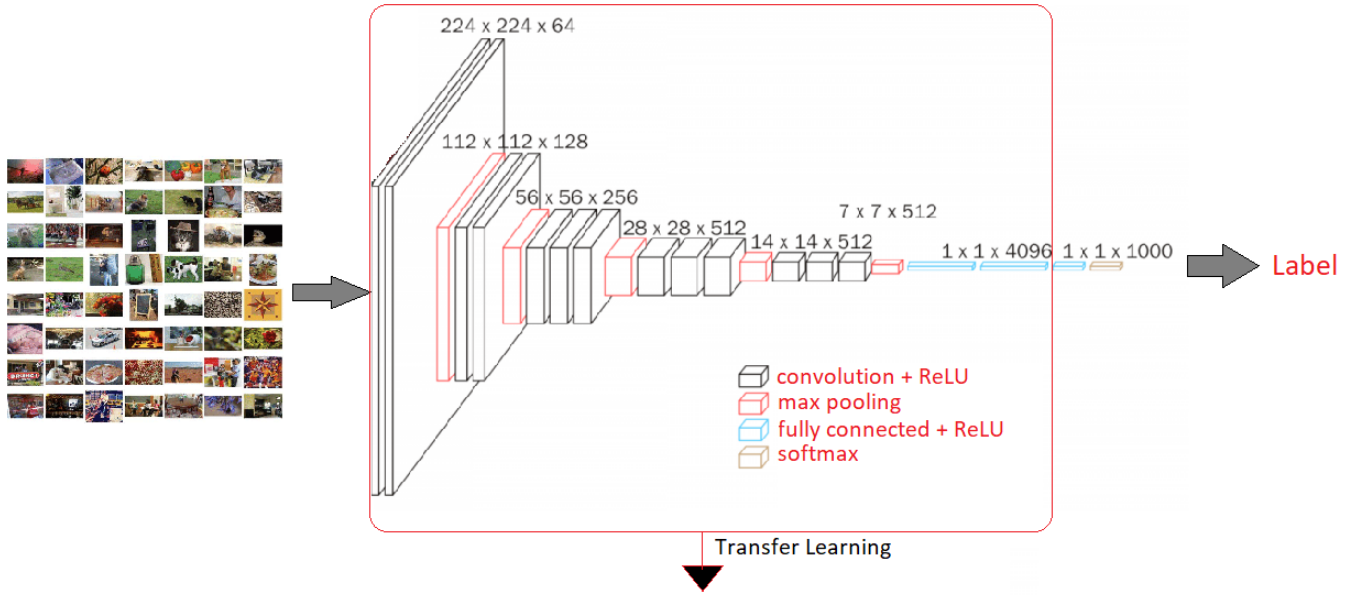 224 x 224 x 64
112 x 112 x 128
56 x 56 x 256
28 x 28 x 512
14 x 14 x 512
7 x 7 x 512
1 x 1 x 4096
1 x 1 x 1000
Label
convolution + ReLU
max pooling
fully connected + ReLU
softmax
Transfer Learning